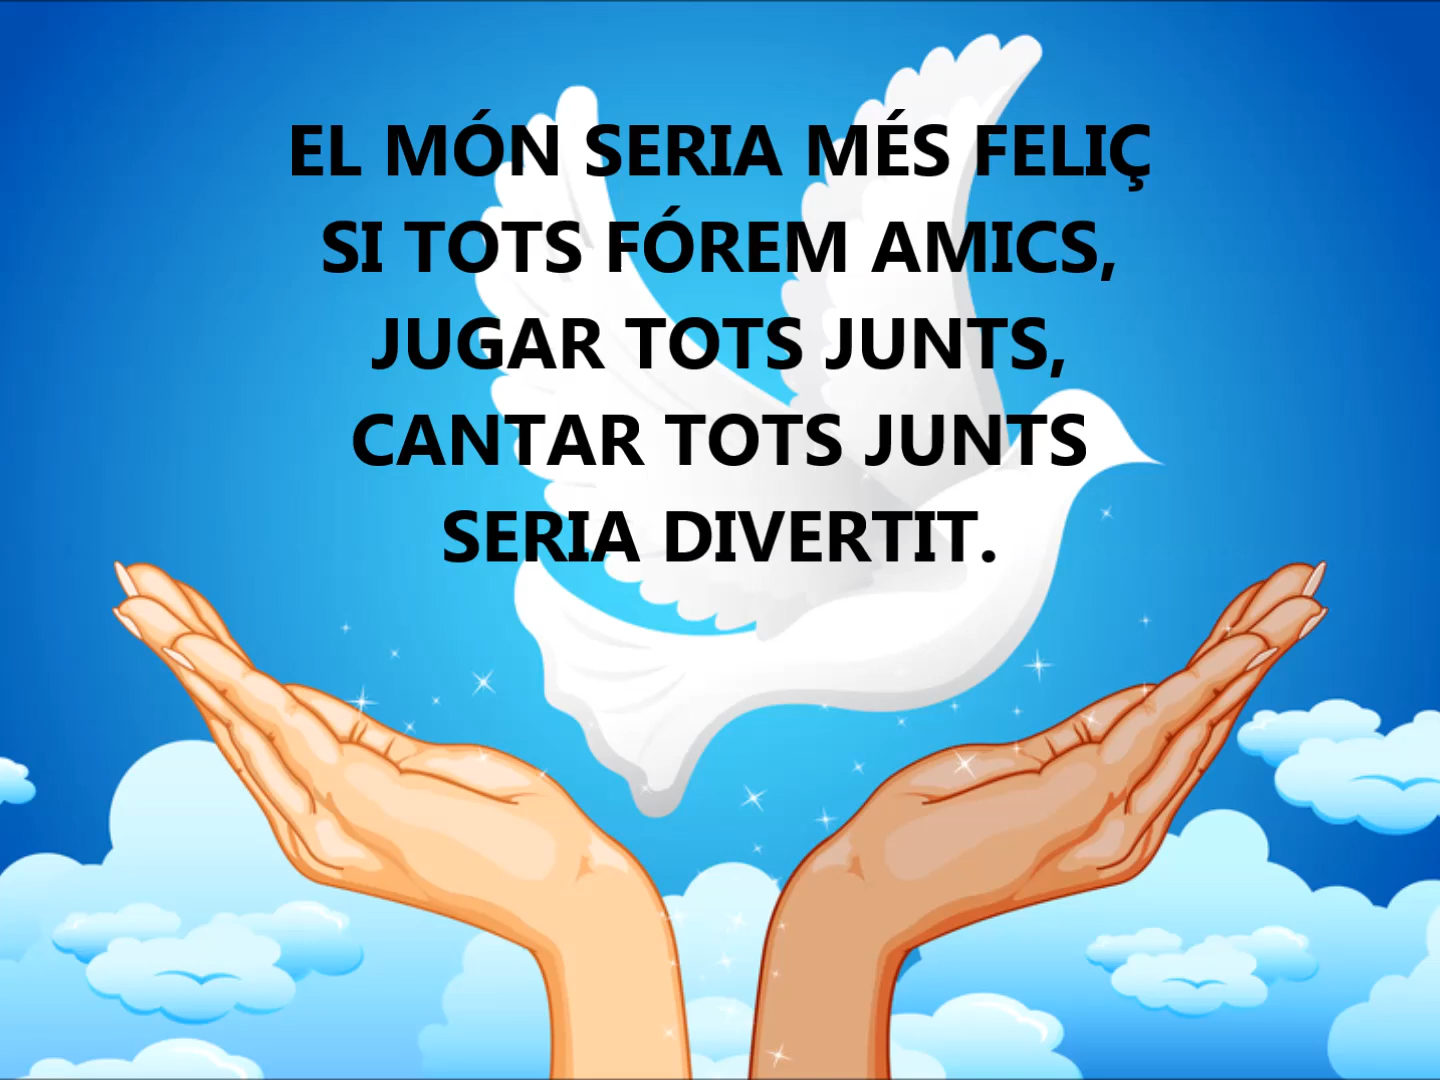 EL MÓN SERIA MÉS FELIÇ
SI TOTS FÓREM AMICS,
JUGAR TOTS JUNTS,
CANTAR TOTS JUNTS
SERIA DIVERTIT.